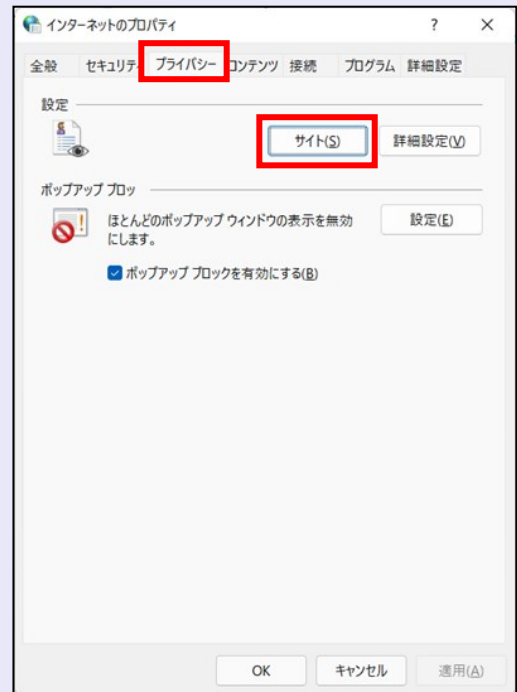 インターネットのプロパティ ? ×
全般 セキュリティ プライバシー コンテンツ 接続 プログラム 詳細設定
設定
サイト(S) 詳細設定(V)
ポップアップ ブロッ
ほとんどのポップアップ ウィンドウの表示を無効
にします。
設定(E)
ポップアップ ブロックを有効にする(B)
OK キャンセル 適用(A)